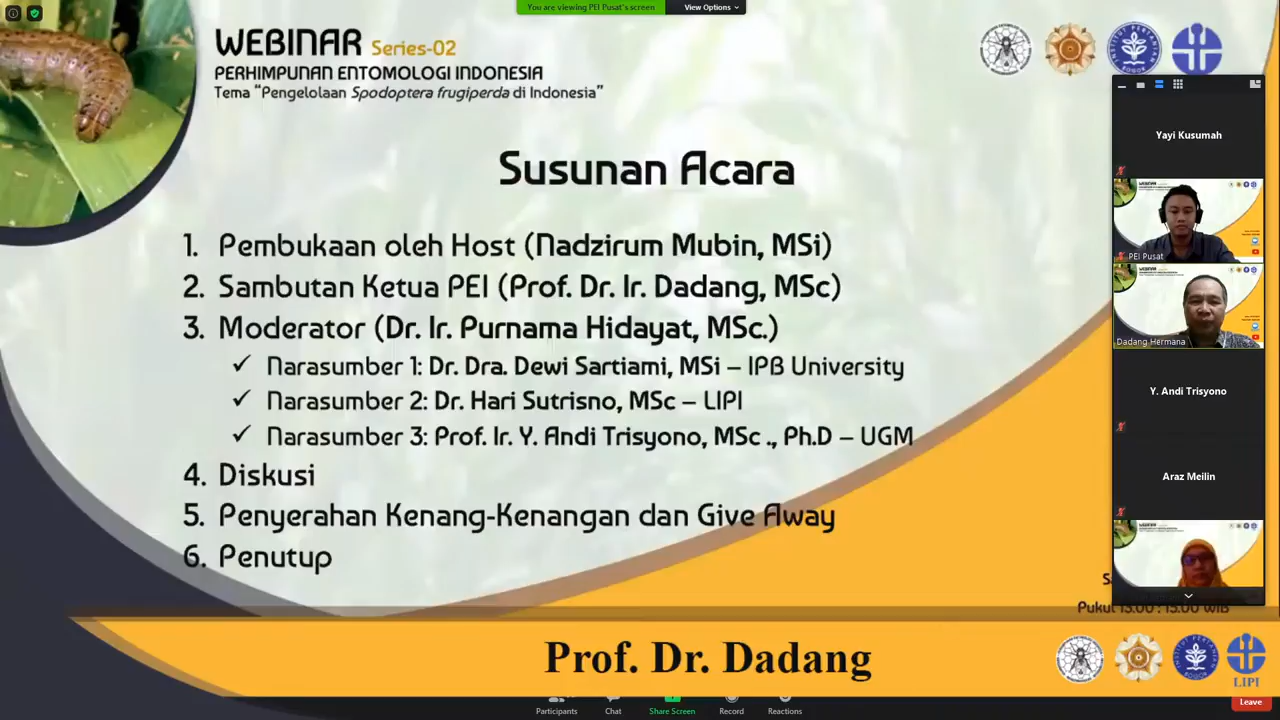 You are viewing PEI Pusat's screen
View Options
WEBINAR Series-02
PERHIMPUNAN ENTOMOLOGI INDONESIA
Tema "Pengelolaan Spodoptera frugiperda di Indonesia"
Susunan Acara
1. Pembukaan oleh Host (Nadzirum Mubin, MSi)
2. Sambutan Ketua PEI (Prof. Dr. Ir. Dadang, MSc)
3. Moderator (Dr. Ir. Purnama Hidayat, MSc.)
✓ Narasumber 1: Dr. Dra. Dewi Sartiami, MSi – IPB University
✓ Narasumber 2: Dr. Hari Sutrisno, MSc – LIPI
✓ Narasumber 3: Prof. Ir. Y. Andi Trisyono, MSc ., Ph.D – UGM
4. Diskusi
5. Penyerahan Kenang-Kenangan dan Give Away
6. Penutup
Yayi Kusumah
PEI Pusat
Dadang Hermana
Y. Andi Trisyono
Araz Meilin
Pukul 13.00 : 15.00 WIB
Prof. Dr. Dadang
LIPI
Participants
Chat
Share Screen
Record
Reactions
Leave